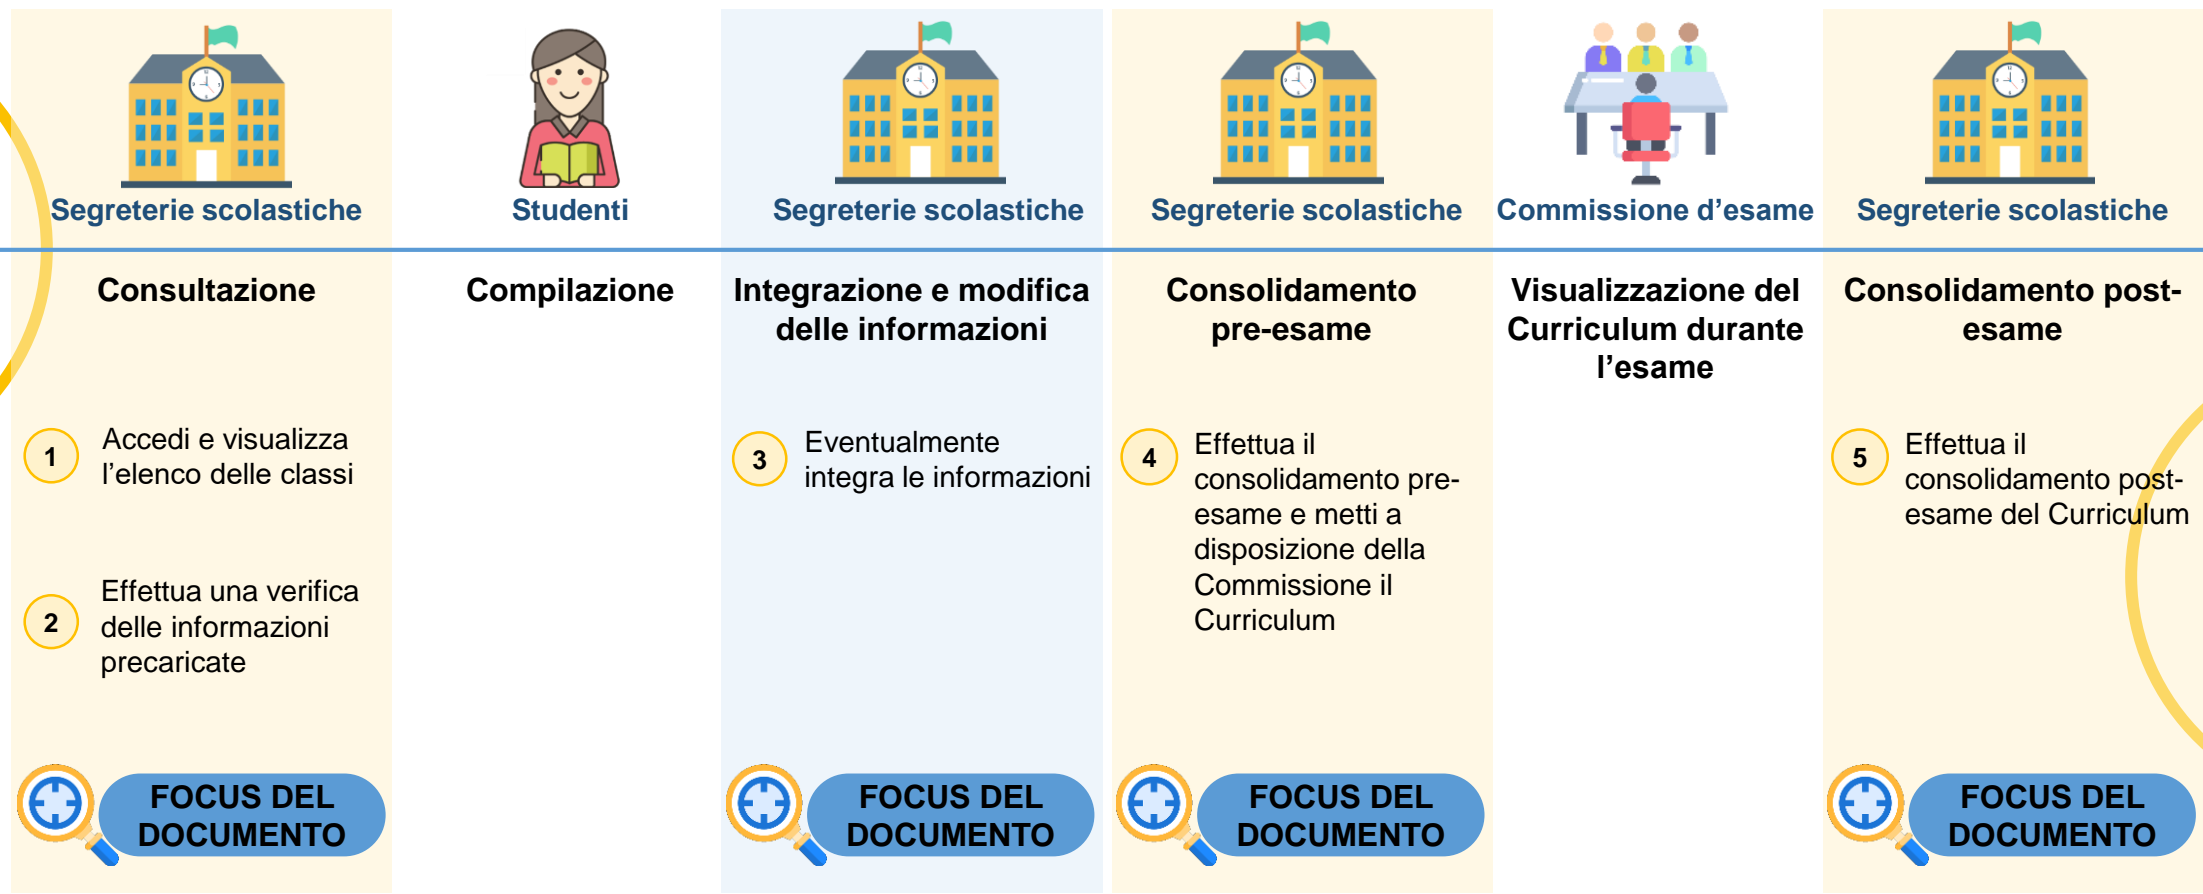 Segreterie scolastiche
Studenti
Segreterie scolastiche
Segreterie scolastiche
Commissione d’esame
Segreterie scolastiche
Consultazione
Compilazione
Integrazione e modifica
delle informazioni
Consolidamento
pre-esame
Visualizzazione del
Curriculum durante
l’esame
Consolidamento post-
esame
1
Accedi e visualizza
l’elenco delle classi
2
Effettua una verifica
delle informazioni
precaricate
3
Eventualmente
integra le informazioni
4
Effettua il
consolidamento pre-
esame e metti a
disposizione della
Commissione il
Curriculum
5
Effettua il
consolidamento post-
esame del Curriculum
FOCUS DEL
DOCUMENTO
FOCUS DEL
DOCUMENTO
FOCUS DEL
DOCUMENTO
FOCUS DEL
DOCUMENTO